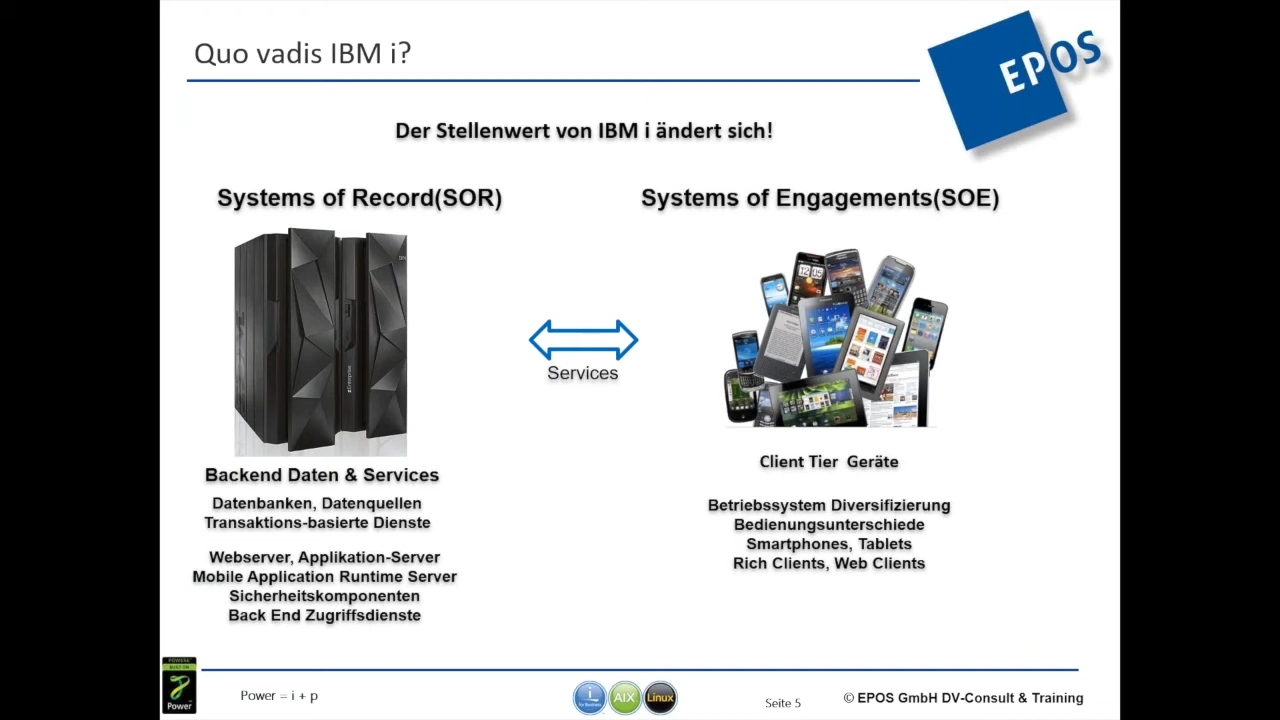 Quo vadis IBM i?
EPOS
Der Stellenwert von IBM i ändert sich!
Systems of Record(SOR)
Systems of Engagements(SOE)
Services
Backend Daten & Services
Datenbanken, Datenquellen
Transaktions-basierte Dienste
Webserver, Applikation-Server
Mobile Application Runtime Server
Sicherheitskomponenten
Back End Zugriffsdienste
Client Tier Geräte
Betriebssystem Diversifizierung
Bedienungsunterschiede
Smartphones, Tablets
Rich Clients, Web Clients
Power
Power = i + p
i
for Business
AIX
Linux
Seite 5
© EPOS GmbH DV-Consult & Training